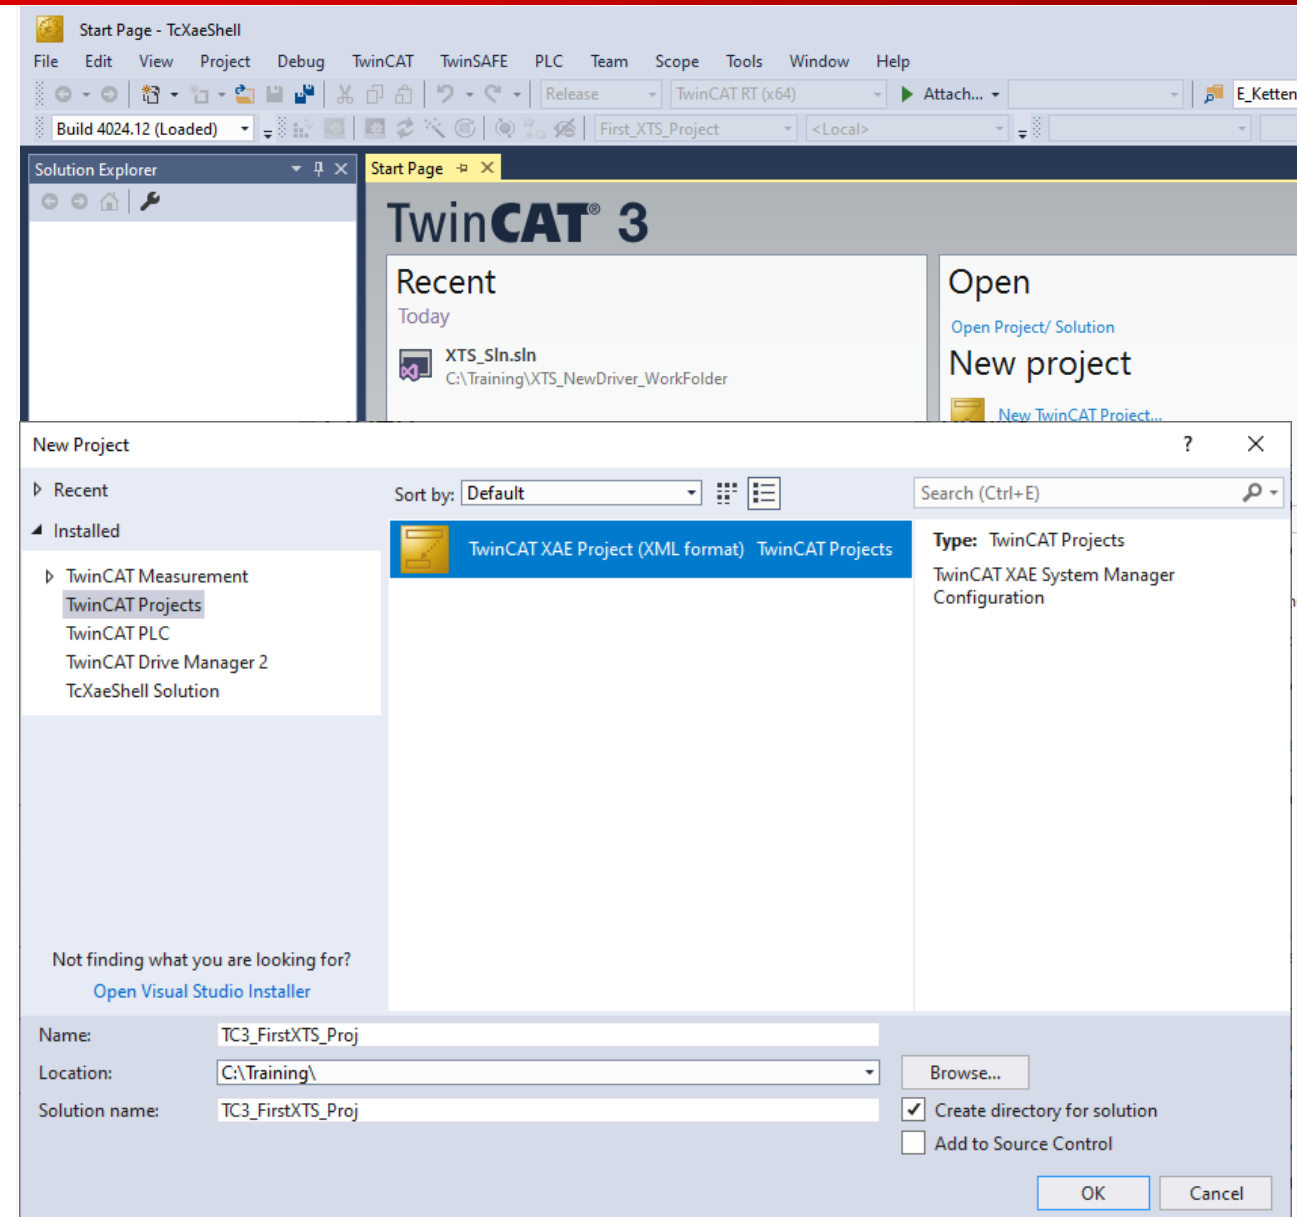 Start Page - TcXaeShell
File Edit View Project Debug TwinCAT TwinSAFE PLC Team Scope Tools Window Help
Release TwinCAT RT (x64) Attach... E_Ketten
Build 4024.12 (Loaded) First_XTS_Project <Local>
Solution Explorer Start Page
TwinCAT® 3
Recent Open
Today
Open Project/ Solution
XTS_Sln.sln New project
C:\Training\XTS_NewDriver_WorkFolder
New TwinCAT Project...
New Project ?
Recent Sort by: Default Search (Ctrl+E)
Installed
TwinCAT XAE Project (XML format) TwinCAT Projects Type: TwinCAT Projects
TwinCAT Measurement TwinCAT XAE System Manager
TwinCAT Projects Configuration
TwinCAT PLC
TwinCAT Drive Manager 2
TcXaeShell Solution
Not finding what you are looking for?
Open Visual Studio Installer
Name: TC3_FirstXTS_Proj
Location: C:\Training\ Browse...
Solution name: TC3_FirstXTS_Proj Create directory for solution
Add to Source Control
OK Cancel